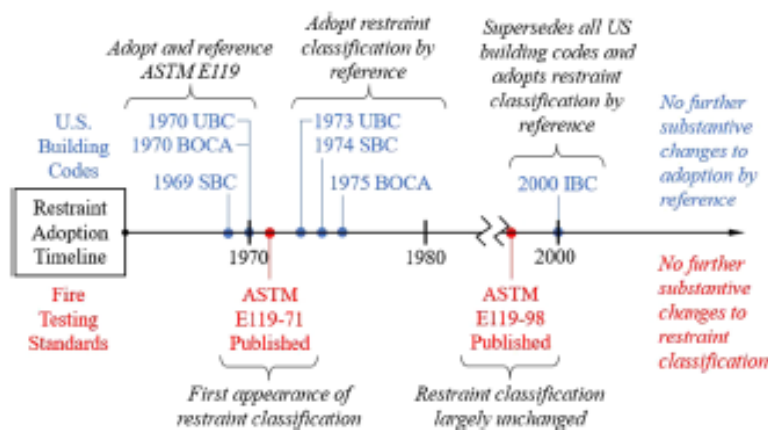 Adopt and reference
ASTM E119
Adopt restraint
classification by
reference
Supersedes all US
building codes and
adopts restraint
classification by
reference
No further
substantive
changes to
adoption by
reference
U.S.
Building
Codes
1970 UBC
1970 BOCA
1969 SBC
1973 UBC
1974 SBC
1975 BOCA
2000 IBC
Restraint
Adoption
Timeline
1970
1980
2000
Fire
Testing
Standards
ASTM
E119-71
Published
ASTM
E119-98
Published
No further
substantive
changes to
restraint
classification
First appearance of
restraint classification
Restraint classification
largely unchanged